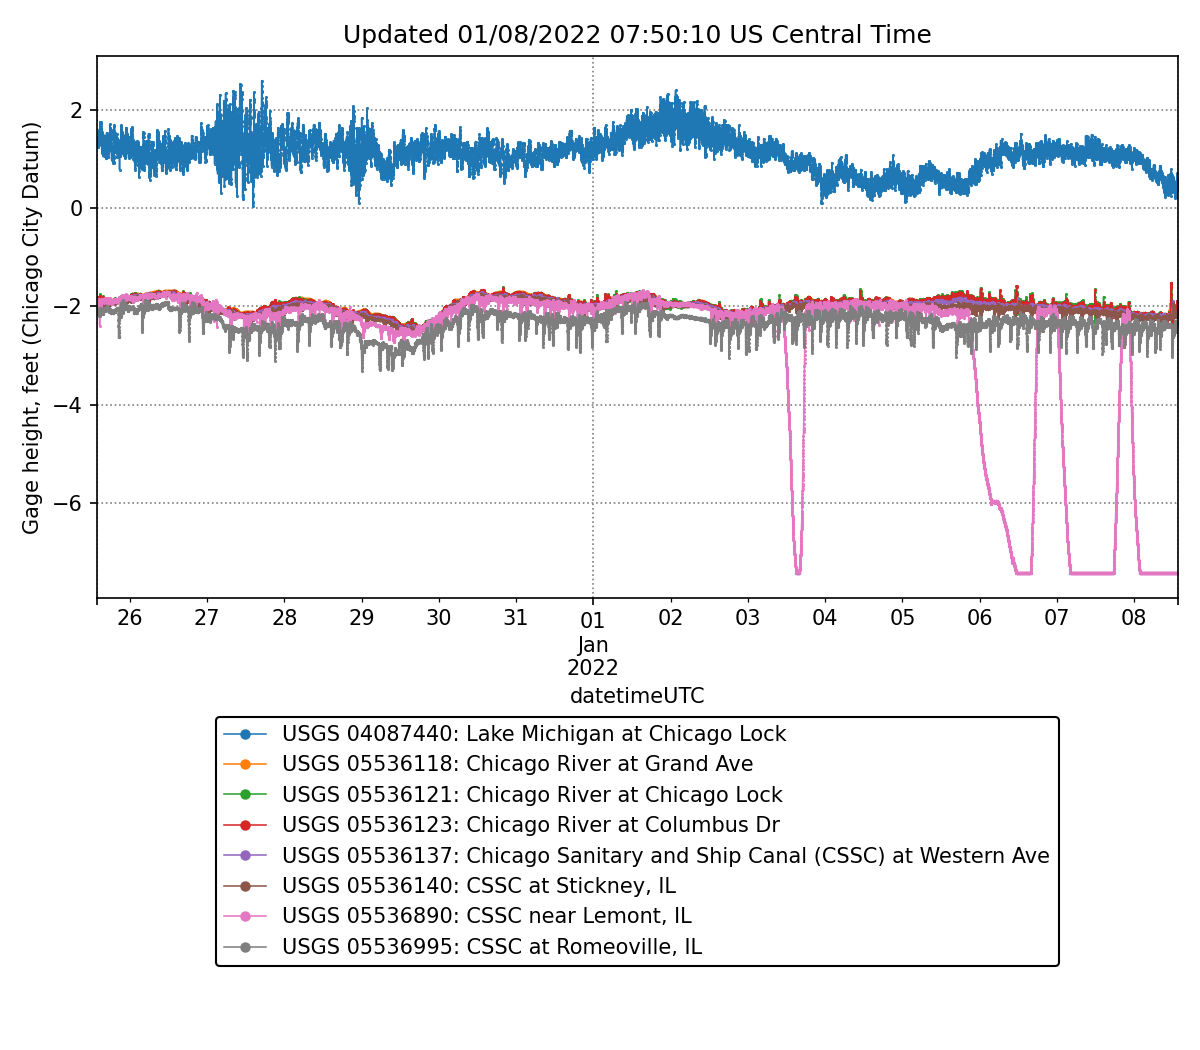 Updated 01/08/2022 07:50:10 US Central Time
Gage height, feet (Chicago City Datum)
2
0
−2
−4
−6
26 27 28 29 30 31 01 02 03 04 05 06 07 08
Jan
2022
datetimeUTC
USGS 04087440: Lake Michigan at Chicago Lock
USGS 05536118: Chicago River at Grand Ave
USGS 05536121: Chicago River at Chicago Lock
USGS 05536123: Chicago River at Columbus Dr
USGS 05536137: Chicago Sanitary and Ship Canal (CSSC) at Western Ave
USGS 05536140: CSSC at Stickney, IL
USGS 05536890: CSSC near Lemont, IL
USGS 05536995: CSSC at Romeoville, IL